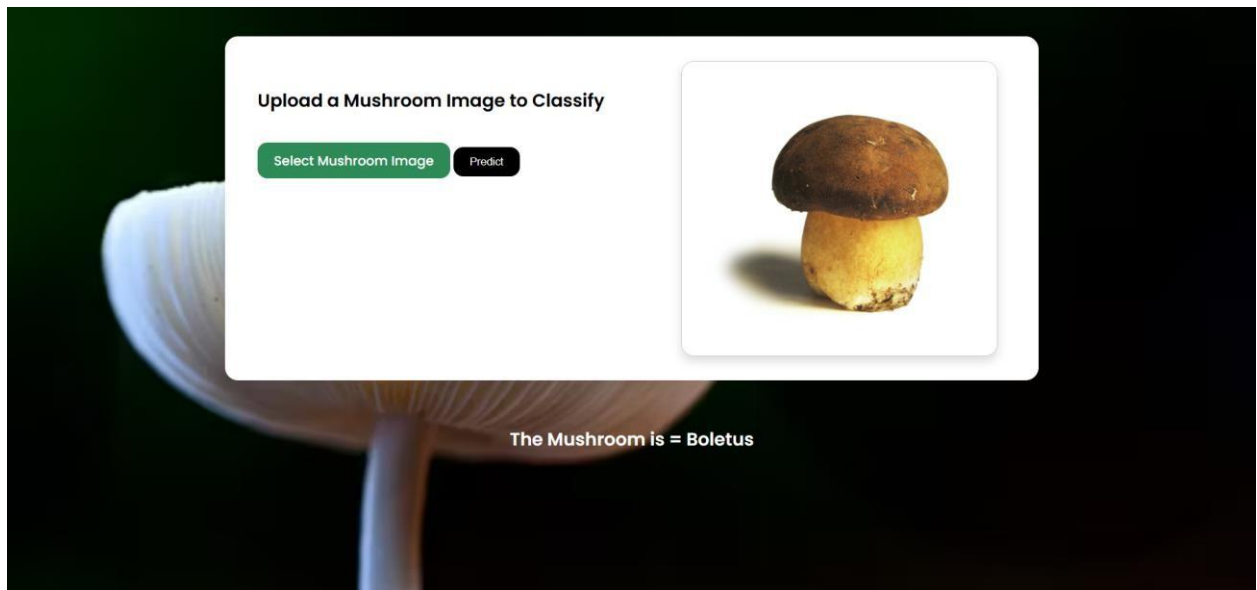 Upload a Mushroom Image to Classify
Select Mushroom Image
Predict
The Mushroom is = Boletus